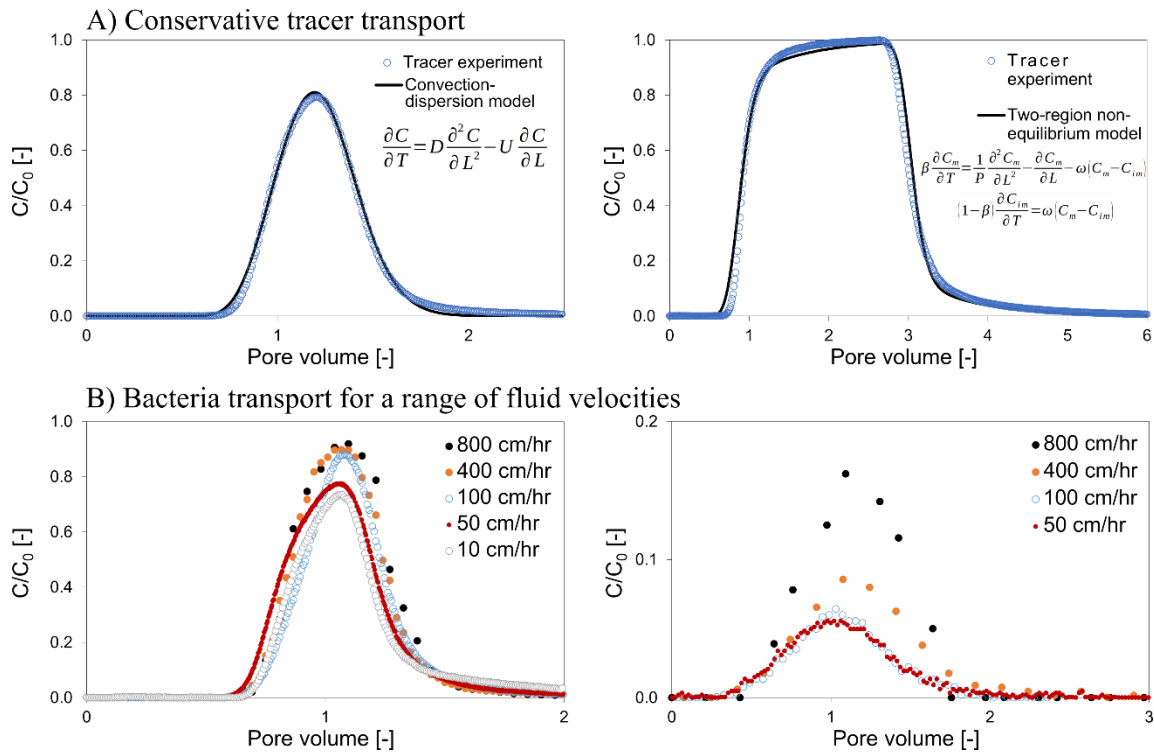 A) Conservative tracer transport
1.0
0.8
0.6
0.4
0.2
0.0
C/C₀ [-]
Tracer experiment
Convection-
dispersion model
∂C/∂T = D ∂²C/∂L² − U ∂C/∂L
0 1 2
Pore volume [-]
1.0
0.8
0.6
0.4
0.2
0.0
C/C₀ [-]
Tracer
experiment
Two-region non-
equilibrium model
β ∂Cₘ/∂T = 1/P ∂²Cₘ/∂L² − ∂Cₘ/∂L − ω(Cₘ−Cᵢₘ)
(1−β) ∂Cᵢₘ/∂T = ω(Cₘ−Cᵢₘ)
0 1 2 3 4 5 6
Pore volume [-]
B) Bacteria transport for a range of fluid velocities
1.0
0.8
0.6
0.4
0.2
0.0
C/C₀ [-]
800 cm/hr
400 cm/hr
100 cm/hr
50 cm/hr
10 cm/hr
0 1 2
Pore volume [-]
0.2
0.1
0.0
C/C₀ [-]
800 cm/hr
400 cm/hr
100 cm/hr
50 cm/hr
0 1 2 3
Pore volume [-]